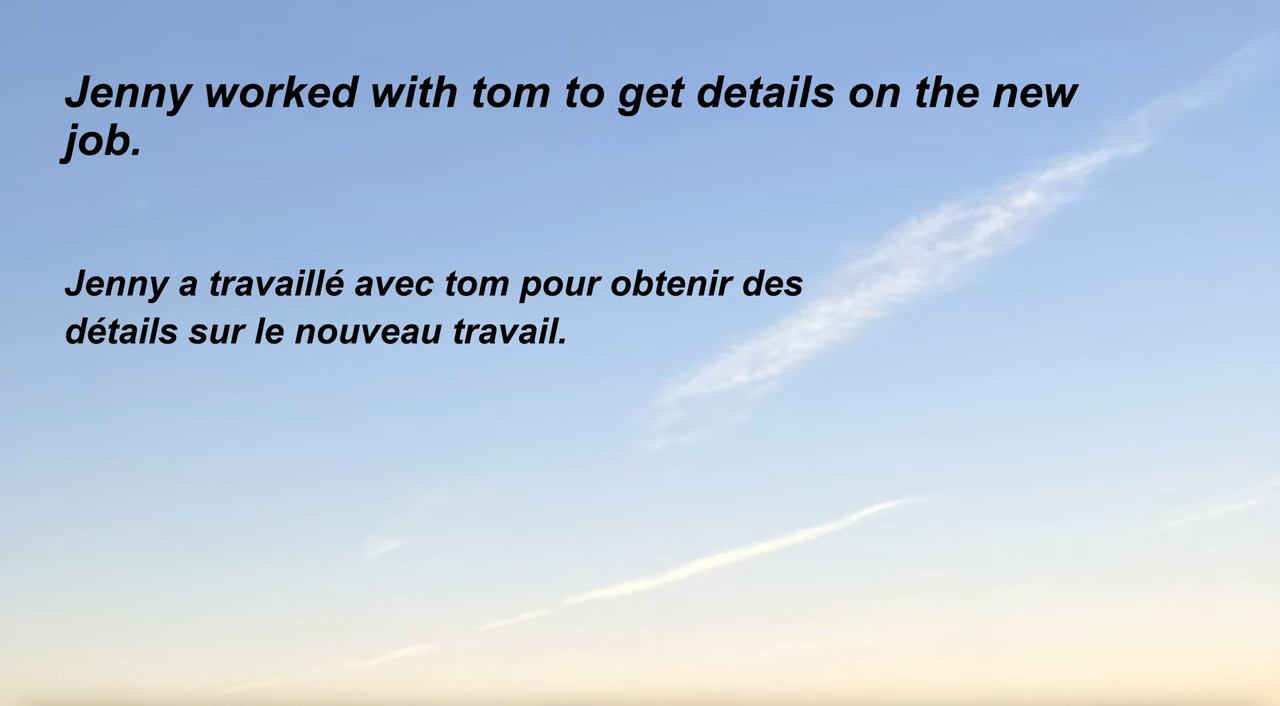 Jenny worked with tom to get details on the new
job.
Jenny a travaillé avec tom pour obtenir des
détails sur le nouveau travail.